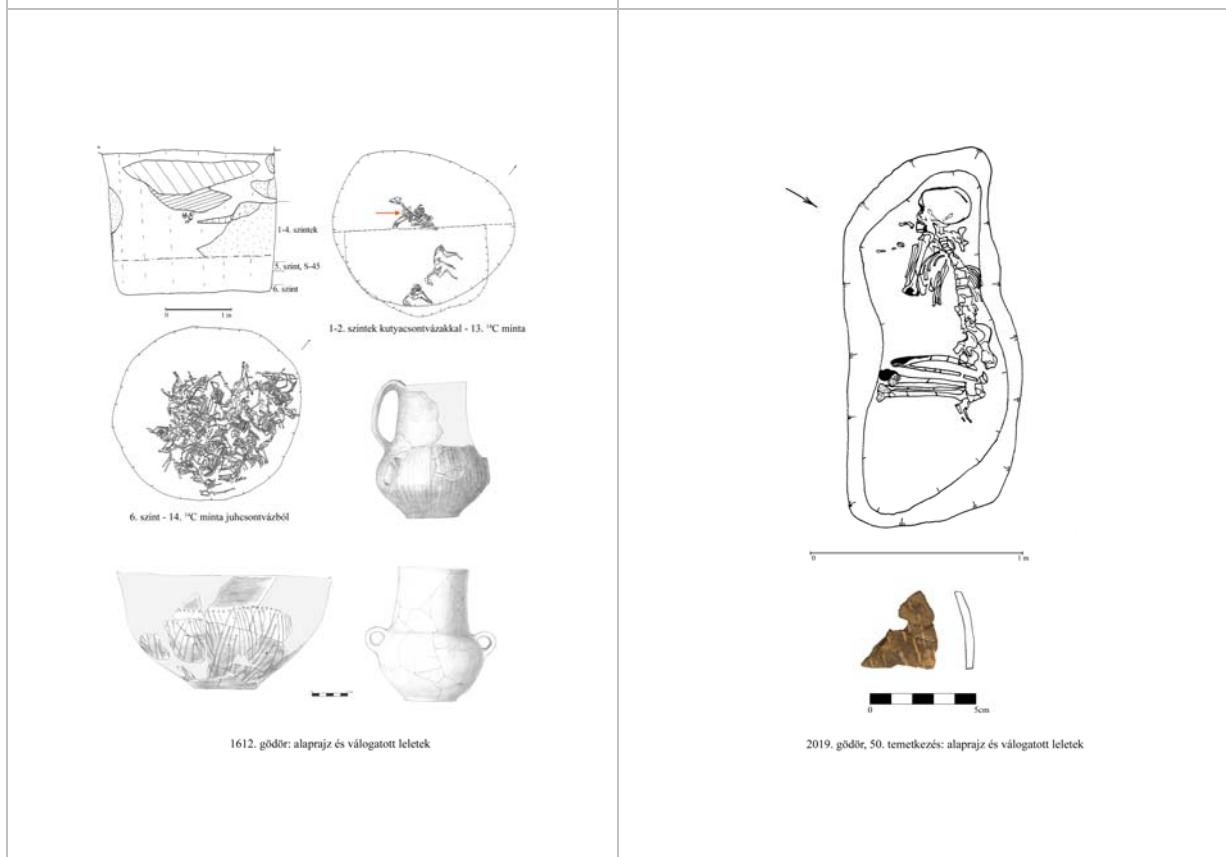 1-4. szintek
5. szint, S-45
6. szint
0 1 m
1-2. szintek kutyacsontvázakkal - 13. ¹⁴C minta
6. szint - 14. ¹⁴C minta juhcsontvázból
1612. gödör: alaprajz és válogatott leletek
0 1 m
0 5cm
2019. gödör, 50. temetkezés: alaprajz és válogatott leletek